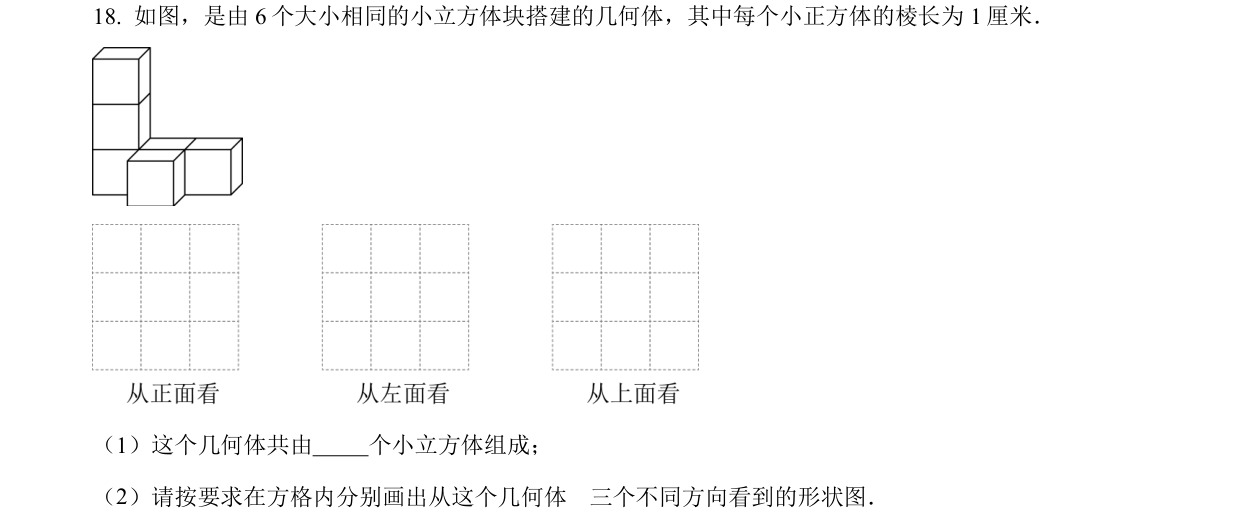 18. 如图，是由 6 个大小相同的小立方体块搭建的几何体，其中每个小正方体的棱长为 1 厘米．
从正面看 从左面看 从上面看
（1）这个几何体共由_____个小立方体组成；
（2）请按要求在方格内分别画出从这个几何体 三个不同方向看到的形状图．